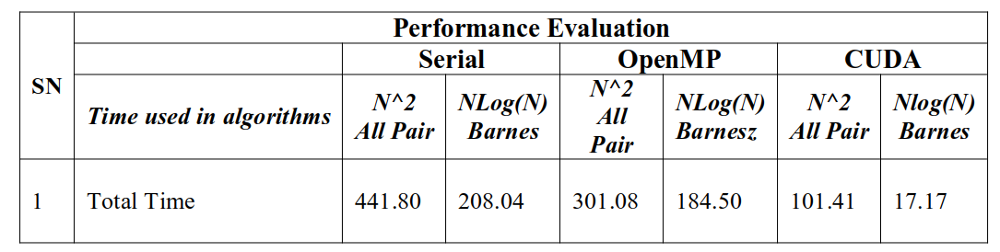 Performance Evaluation
Serial OpenMP CUDA
SN
Time used in algorithms
N^2
All Pair
NLog(N)
Barnes
N^2
All
Pair
NLog(N)
Barnesz
N^2
All Pair
Nlog(N)
Barnes
1 Total Time 441.80 208.04 301.08 184.50 101.41 17.17